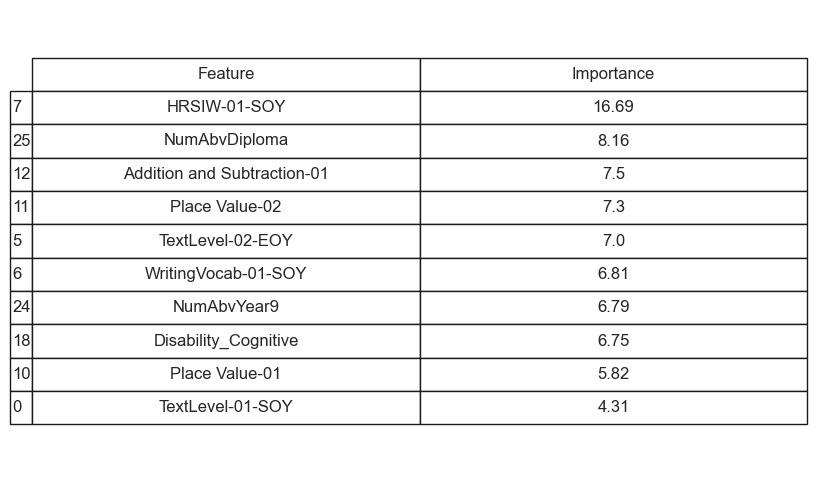 Feature Importance
7 HRSIW-01-SOY 16.69
25 NumAbvDiploma 8.16
12 Addition and Subtraction-01 7.5
11 Place Value-02 7.3
5 TextLevel-02-EOY 7.0
6 WritingVocab-01-SOY 6.81
24 NumAbvYear9 6.79
18 Disability_Cognitive 6.75
10 Place Value-01 5.82
0 TextLevel-01-SOY 4.31